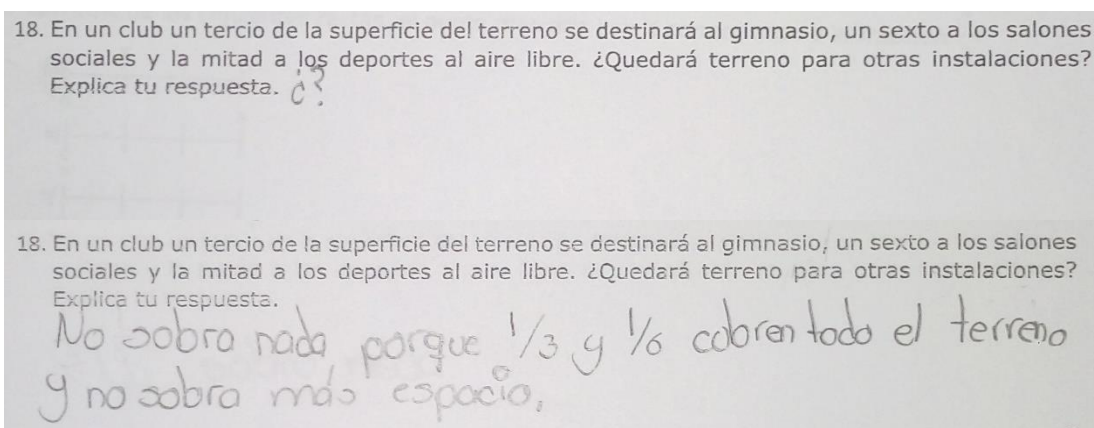 18. En un club un tercio de la superficie del terreno se destinará al gimnasio, un sexto a los salones
sociales y la mitad a los deportes al aire libre. ¿Quedará terreno para otras instalaciones?
Explica tu respuesta. ¿?
18. En un club un tercio de la superficie del terreno se destinará al gimnasio, un sexto a los salones
sociales y la mitad a los deportes al aire libre. ¿Quedará terreno para otras instalaciones?
Explica tu respuesta.
No sobra nada porque 1/3 y 1/6 cobren todo el terreno
y no sobra más espacio.